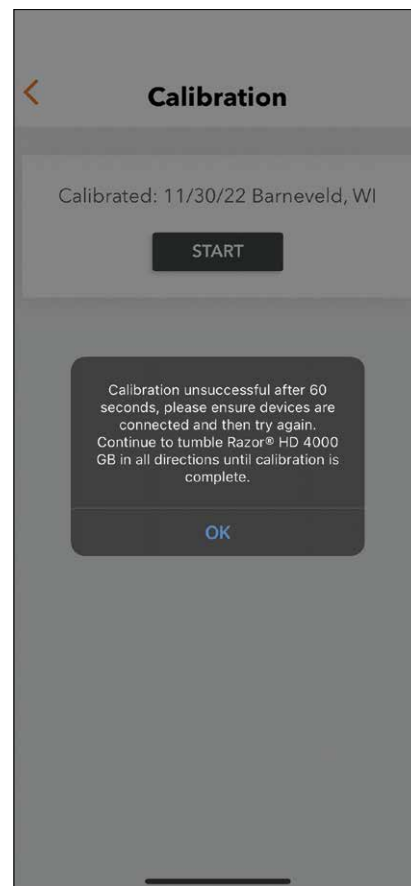 Calibration
Calibrated: 11/30/22 Barneveld, WI
START
Calibration unsuccessful after 60
seconds, please ensure devices are
connected and then try again.
Continue to tumble Razor® HD 4000
GB in all directions until calibration is
complete.
OK